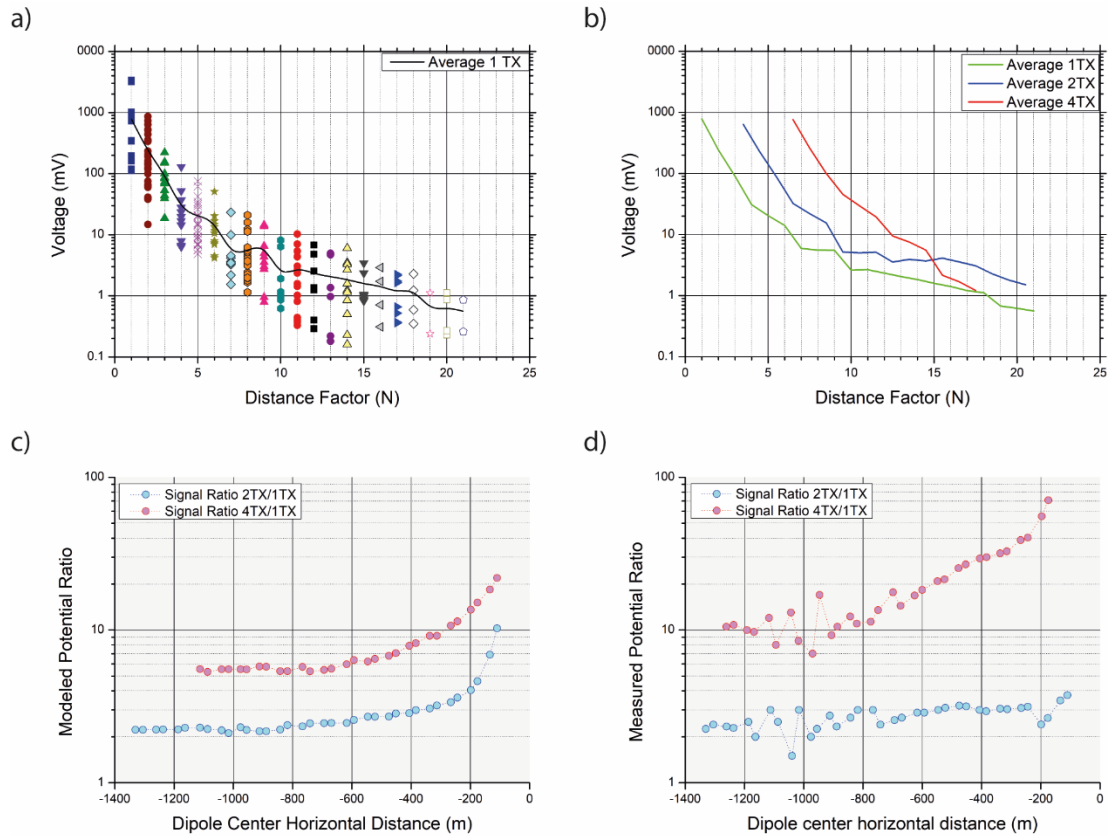 a)
0000
1000
100
10
1
0.1
Voltage (mV)
Average 1 TX
0 5 10 15 20 25
Distance Factor (N)
b)
0000
1000
100
10
1
0.1
Voltage (mV)
Average 1TX
Average 2TX
Average 4TX
0 5 10 15 20 25
Distance Factor (N)
c)
100
10
1
Modeled Potential Ratio
Signal Ratio 2TX/1TX
Signal Ratio 4TX/1TX
-1400 -1200 -1000 -800 -600 -400 -200 0
Dipole Center Horizontal Distance (m)
d)
100
10
1
Measured Potential Ratio
Signal Ratio 2TX/1TX
Signal Ratio 4TX/1TX
-1400 -1200 -1000 -800 -600 -400 -200 0
Dipole center horizontal distance (m)